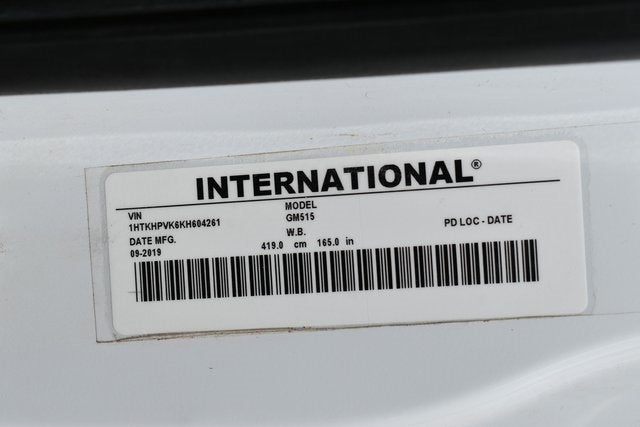 INTERNATIONAL®
VIN MODEL
1HTKHPVK6KH604261 GM515
DATE MFG. W.B. PD LOC - DATE
09-2019 419.0 cm 165.0 in